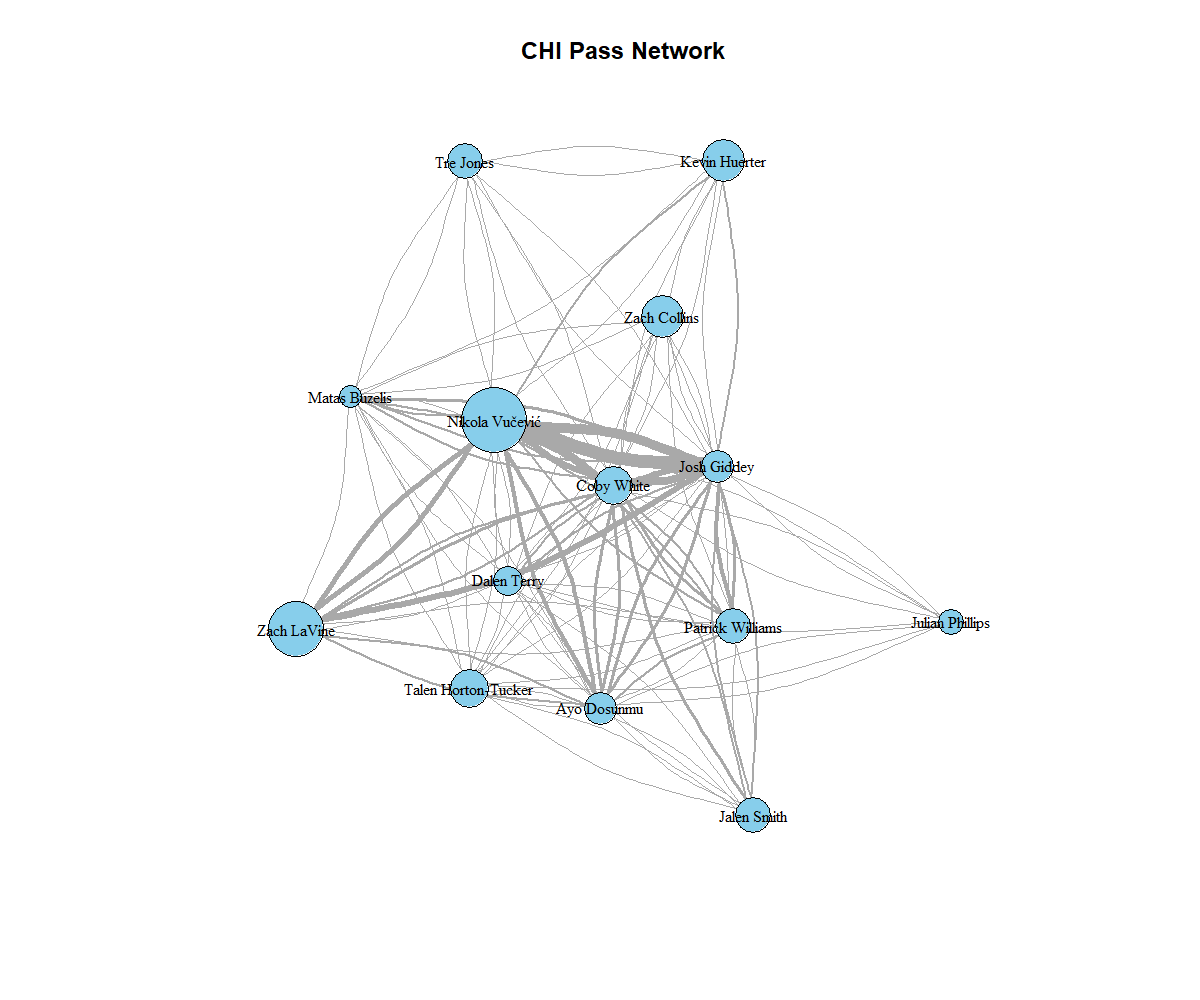 CHI Pass Network
Tre Jones
Kevin Huerter
Zach Collins
Matas Buzelis
Nikola Vučević
Josh Giddey
Coby White
Dalen Terry
Zach LaVine
Patrick Williams
Julian Phillips
Talen Horton-Tucker
Ayo Dosunmu
Jalen Smith